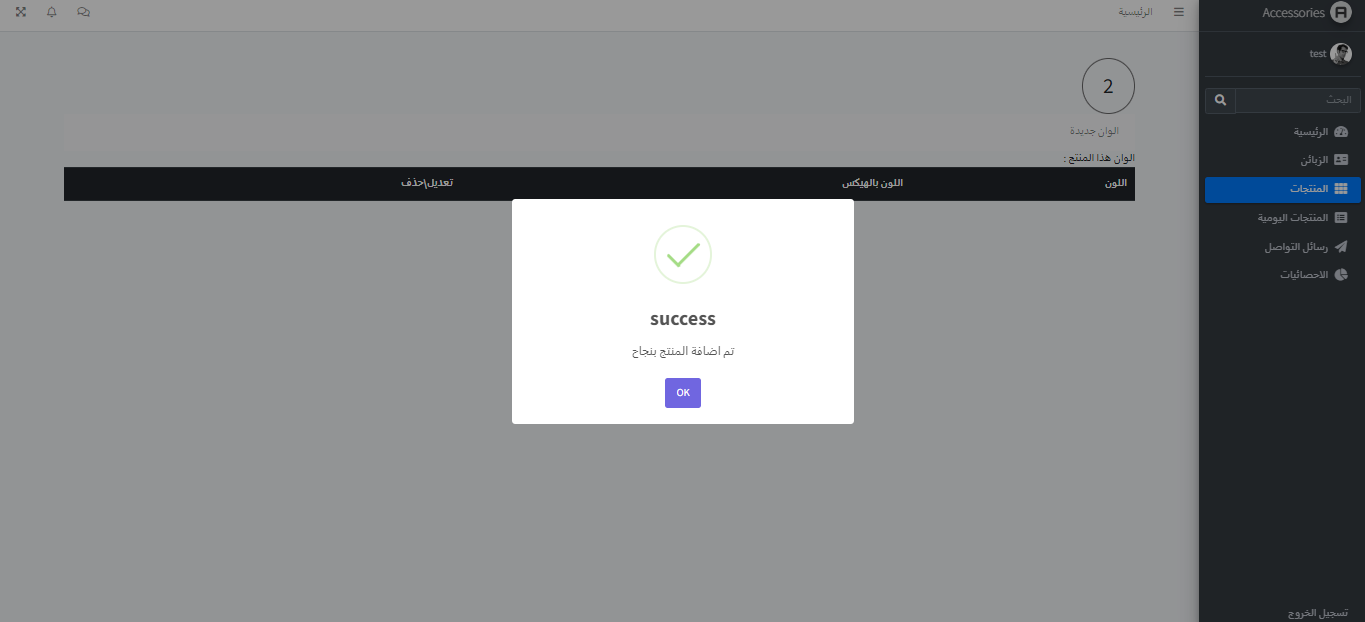 الرئيسية
Accessories
test
البحث
الرئيسية
الزبائن
المنتجات
المنتجات اليومية
رسائل التواصل
الاحصائيات
تسجيل الخروج
2
الوان جديدة
الوان هذا المنتج :
اللون اللون بالهيكس تعديل\حذف
success
تم اضافة المنتج بنجاح
OK